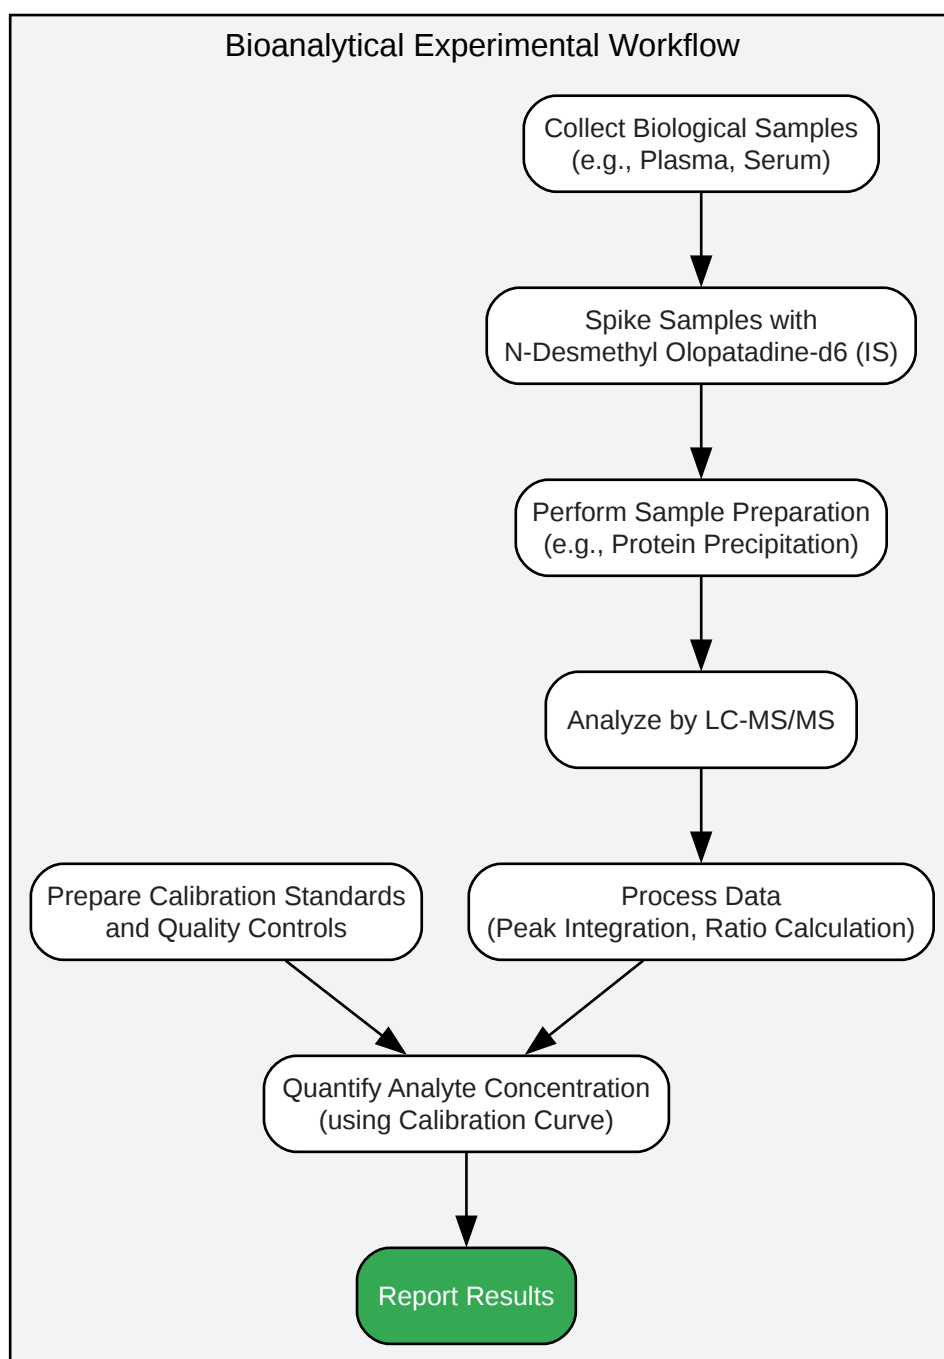 Bioanalytical Experimental Workflow
Collect Biological Samples
(e.g., Plasma, Serum)
Spike Samples with
N-Desmethyl Olopatadine-d6 (IS)
Perform Sample Preparation
(e.g., Protein Precipitation)
Analyze by LC-MS/MS
Prepare Calibration Standards
and Quality Controls
Process Data
(Peak Integration, Ratio Calculation)
Quantify Analyte Concentration
(using Calibration Curve)
Report Results